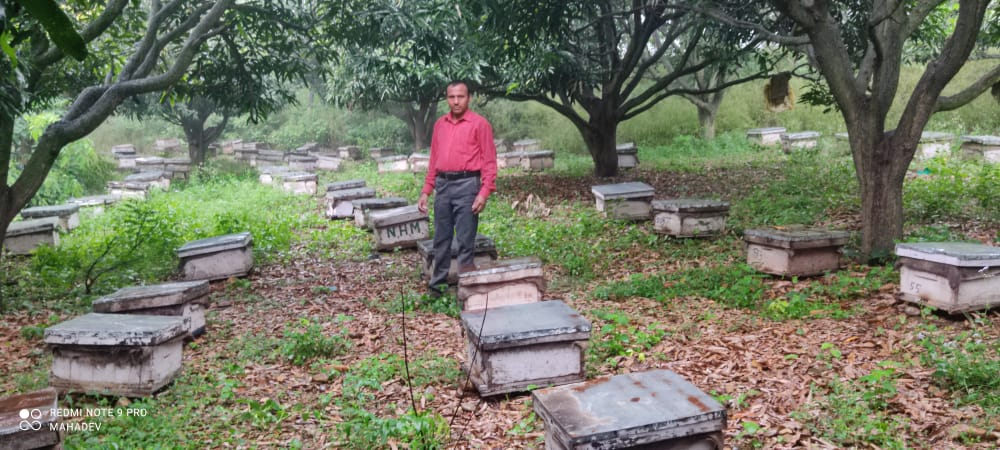 NHM
55
REDMI NOTE 9 PRO
MAHADEV